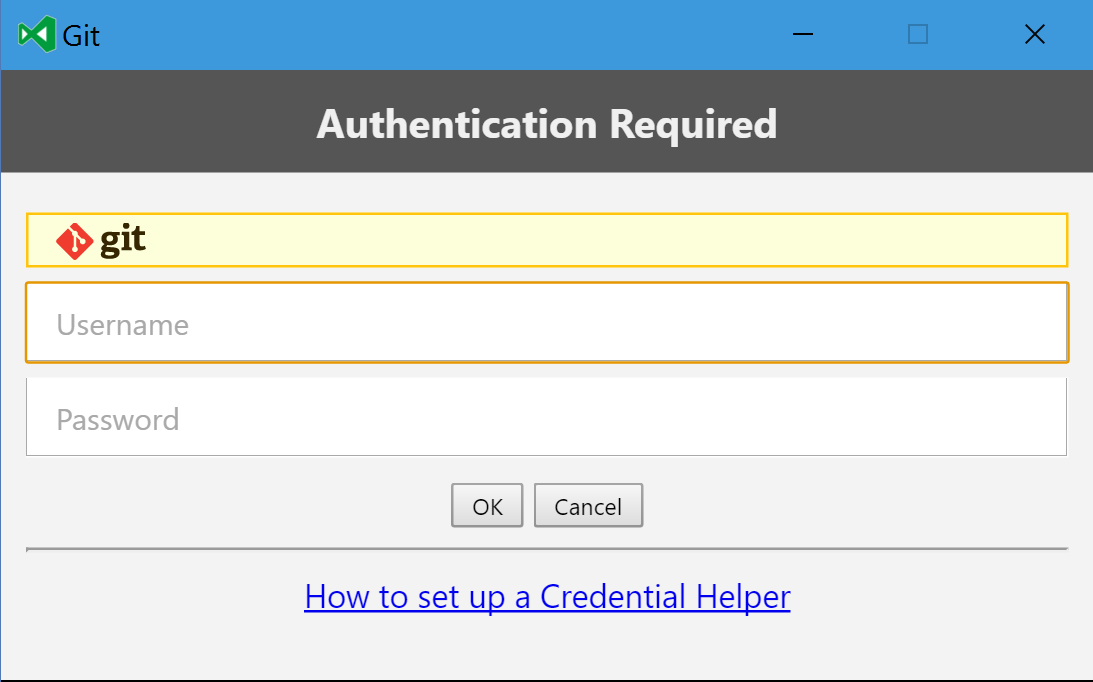 Git
Authentication Required
git
Username
Password
OK Cancel
How to set up a Credential Helper